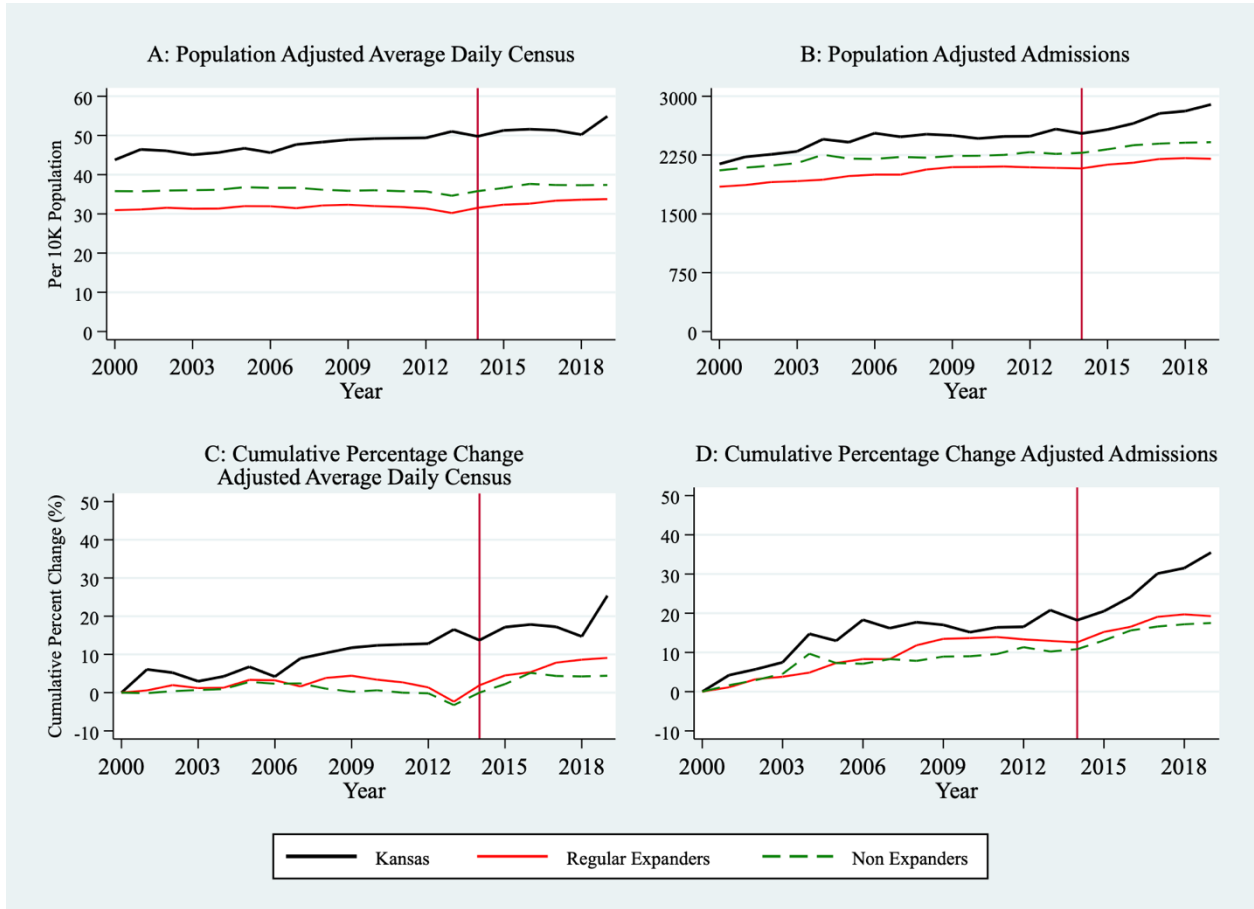 A: Population Adjusted Average Daily Census
Per 10K Population
60
50
40
30
20
10
0
2000 2003 2006 2009 2012 2015 2018
Year
B: Population Adjusted Admissions
3000
2250
1500
750
0
2000 2003 2006 2009 2012 2015 2018
Year
C: Cumulative Percentage Change
Adjusted Average Daily Census
Cumulative Percent Change (%)
50
40
30
20
10
0
-10
2000 2003 2006 2009 2012 2015 2018
Year
D: Cumulative Percentage Change Adjusted Admissions
50
40
30
20
10
0
-10
2000 2003 2006 2009 2012 2015 2018
Year
Kansas Regular Expanders Non Expanders